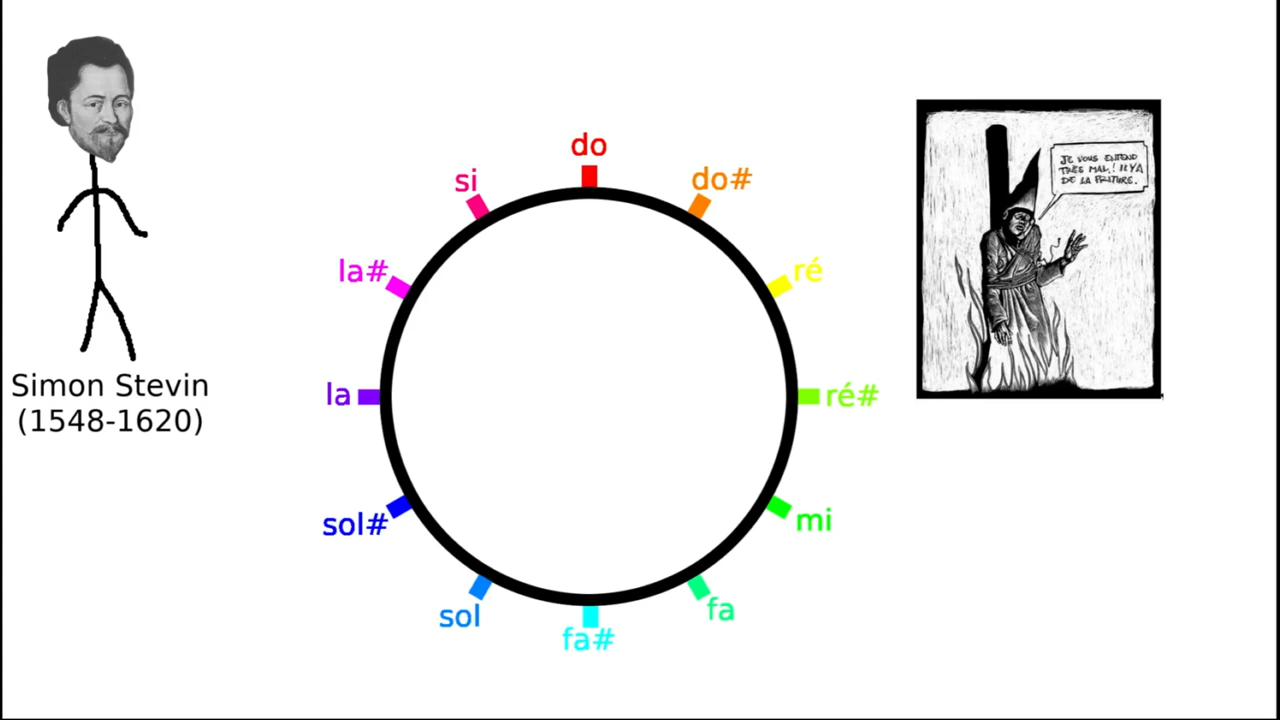 Simon Stevin
(1548-1620)
do
do#
ré
ré#
mi
fa
fa#
sol
sol#
la
la#
si
JE VOUS ENTEND
TRÈS MAL! IL Y A
DE LA FRITURE.